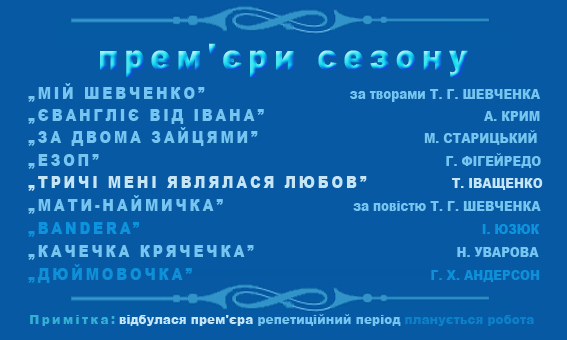 прем'єри сезону
„МІЙ ШЕВЧЕНКО” за творами Т. Г. ШЕВЧЕНКА
„ЄВАНГЛІЄ ВІД ІВАНА” А. КРИМ
„ЗА ДВОМА ЗАЙЦЯМИ” М. СТАРИЦЬКИЙ
„ЕЗОП” Г. ФІГЕЙРЕДО
„ТРИЧІ МЕНІ ЯВЛЯЛАСЯ ЛЮБОВ” Т. ІВАЩЕНКО
„МАТИ-НАЙМИЧКА” за повістю Т. Г. ШЕВЧЕНКА
„BANDERA” І. ЮЗЮК
„КАЧЕЧКА КРЯЧЕЧКА” Н. УВАРОВА
„ДЮЙМОВОЧКА” Г. Х. АНДЕРСОН
Примітка: відбулася прем'єра репетиційний період планується робота